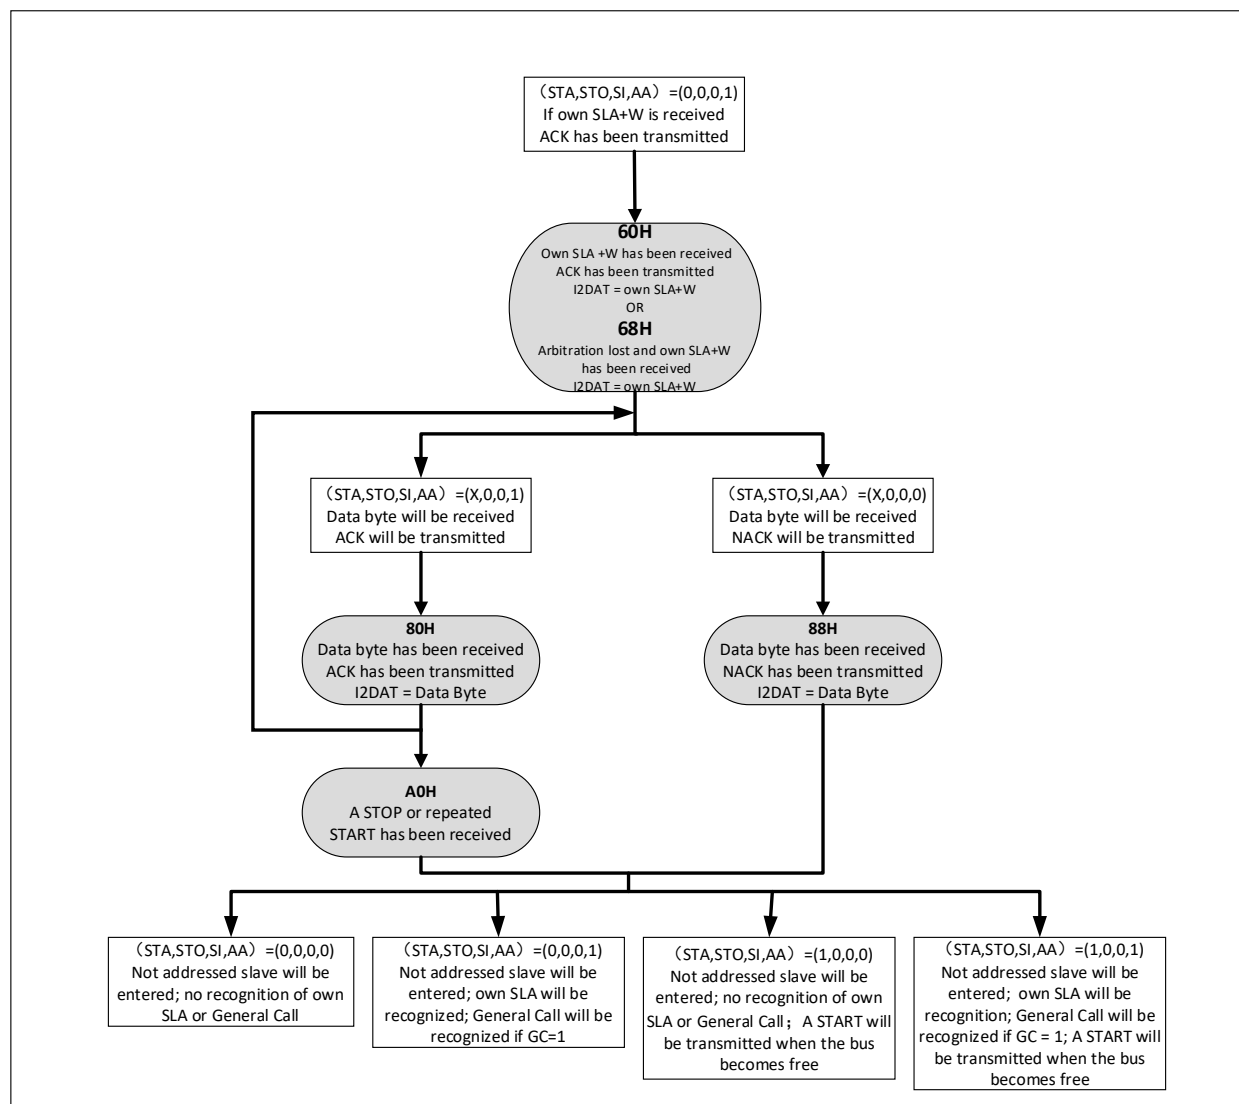 （STA,STO,SI,AA）=(0,0,0,1)
If own SLA+W is received
ACK has been transmitted
60H
Own SLA +W has been received
ACK has been transmitted
I2DAT = own SLA+W
OR
68H
Arbitration lost and own SLA+W
has been received
I2DAT = own SLA+W
（STA,STO,SI,AA）=(X,0,0,1)
Data byte will be received
ACK will be transmitted
（STA,STO,SI,AA）=(X,0,0,0)
Data byte will be received
NACK will be transmitted
80H
Data byte has been received
ACK has been transmitted
I2DAT = Data Byte
88H
Data byte has been received
NACK has been transmitted
I2DAT = Data Byte
A0H
A STOP or repeated
START has been received
（STA,STO,SI,AA）=(0,0,0,0)
Not addressed slave will be
entered; no recognition of own
SLA or General Call
（STA,STO,SI,AA）=(0,0,0,1)
Not addressed slave will be
entered; own SLA will be
recognized; General Call will be
recognized if GC=1
（STA,STO,SI,AA）=(1,0,0,0)
Not addressed slave will be
entered; no recognition of own
SLA or General Call；A START will
be transmitted when the bus
becomes free
（STA,STO,SI,AA）=(1,0,0,1)
Not addressed slave will be
entered; own SLA will be
recognition; General Call will be
recognized if GC = 1; A START will
be transmitted when the bus
becomes free